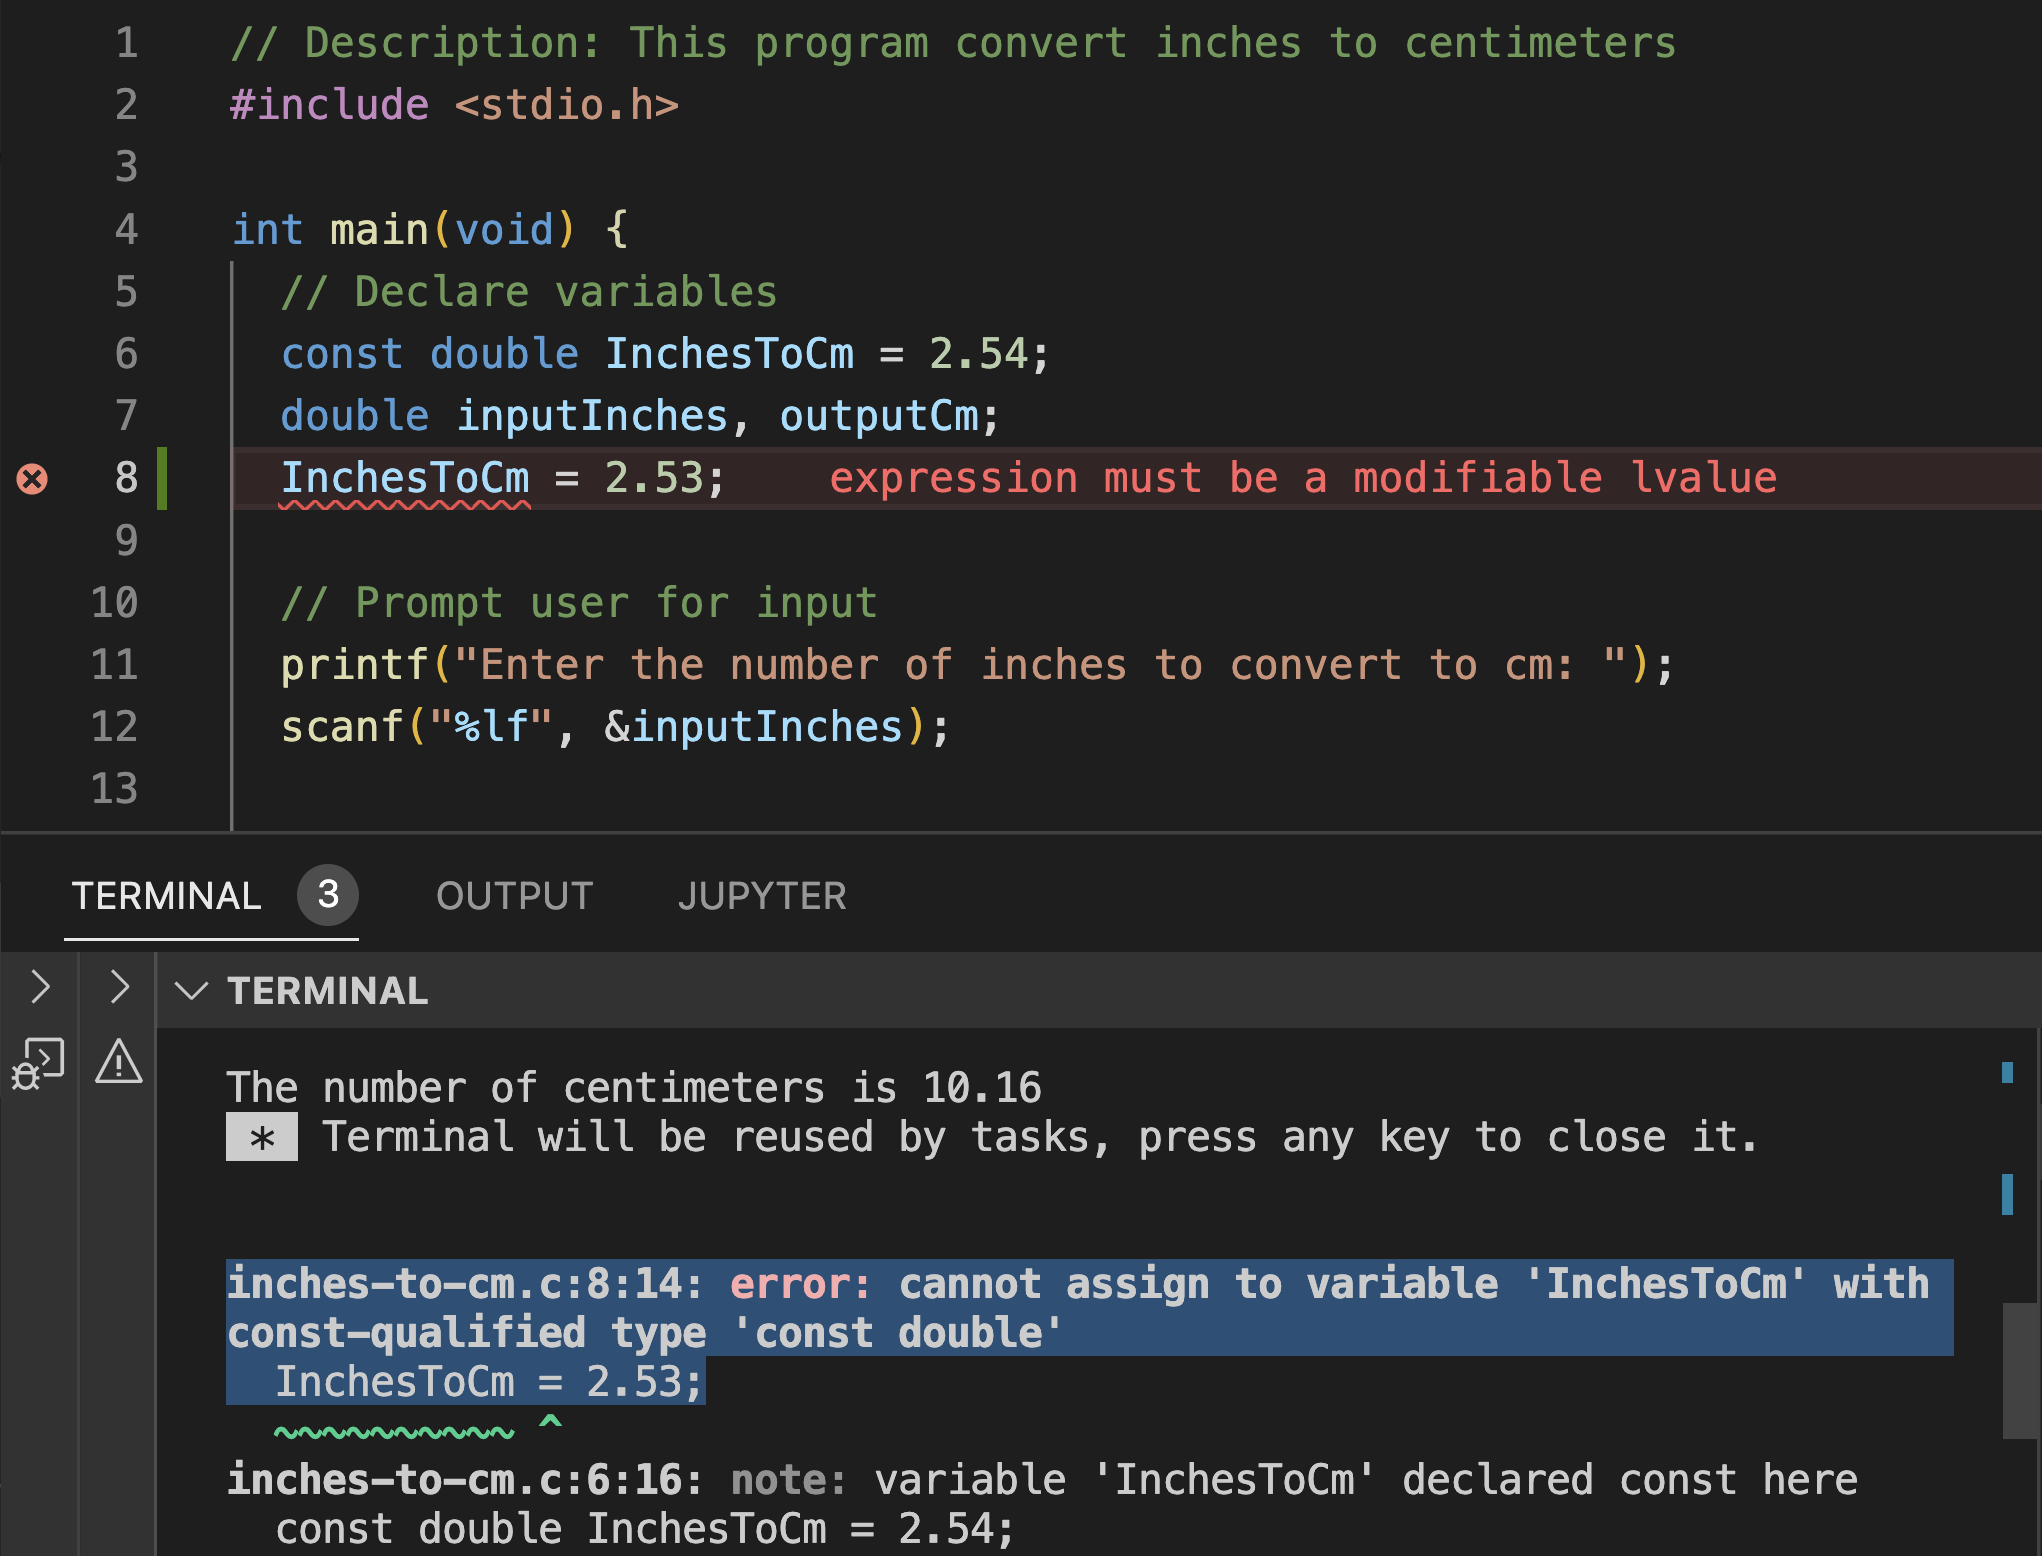 1 // Description: This program convert inches to centimeters
2 #include <stdio.h>
3
4 int main(void) {
5 // Declare variables
6 const double InchesToCm = 2.54;
7 double inputInches, outputCm;
8 InchesToCm = 2.53; expression must be a modifiable lvalue
9
10 // Prompt user for input
11 printf("Enter the number of inches to convert to cm: ");
12 scanf("%lf", &inputInches);
13
TERMINAL 3 OUTPUT JUPYTER
TERMINAL
The number of centimeters is 10.16
* Terminal will be reused by tasks, press any key to close it.
inches-to-cm.c:8:14: error: cannot assign to variable 'InchesToCm' with
const-qualified type 'const double'
InchesToCm = 2.53;
~~~~~~~~~~ ^
inches-to-cm.c:6:16: note: variable 'InchesToCm' declared const here
const double InchesToCm = 2.54;